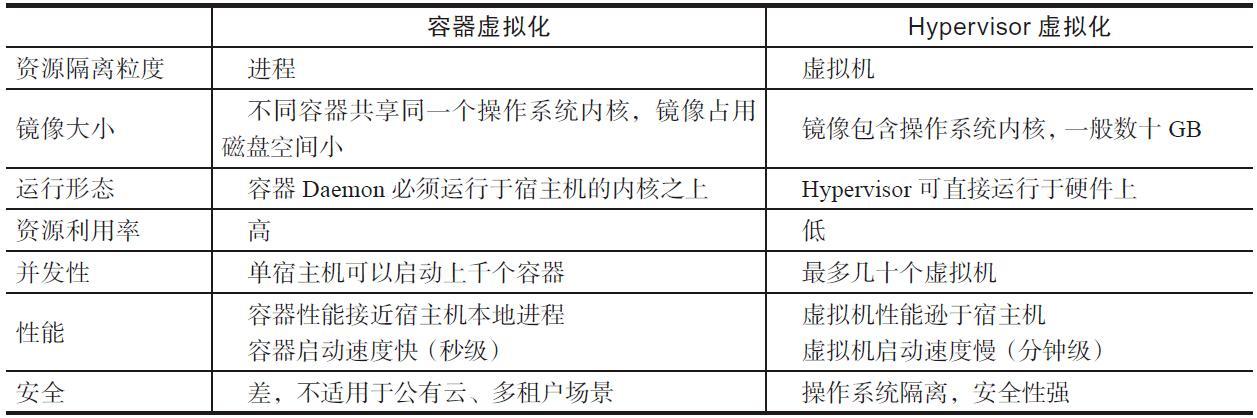 容器虚拟化 Hypervisor 虚拟化
资源隔离粒度 进程 虚拟机
镜像大小 不同容器共享同一个操作系统内核，镜像占用
磁盘空间小 镜像包含操作系统内核，一般数十 GB
运行形态 容器 Daemon 必须运行于宿主机的内核之上 Hypervisor 可直接运行于硬件上
资源利用率 高 低
并发性 单宿主机可以启动上千个容器 最多几十个虚拟机
性能 容器性能接近宿主机本地进程 虚拟机性能逊于宿主机
容器启动速度快（秒级） 虚拟机启动速度慢（分钟级）
安全 差，不适用于公有云、多租户场景 操作系统隔离，安全性强